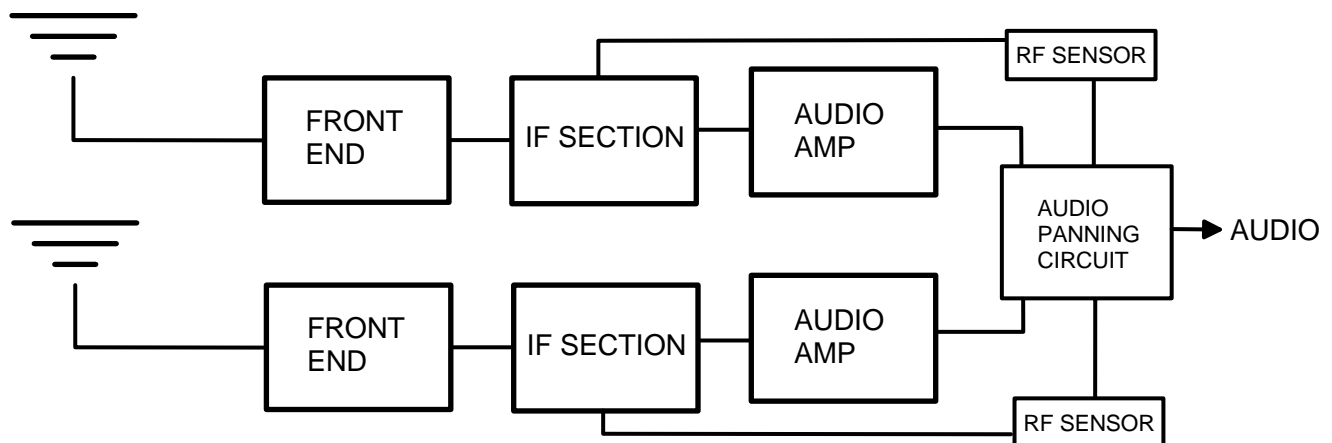 RF SENSOR
FRONT
END
IF SECTION
AUDIO
AMP
AUDIO
PANNING
CIRCUIT
AUDIO
FRONT
END
IF SECTION
AUDIO
AMP
RF SENSOR